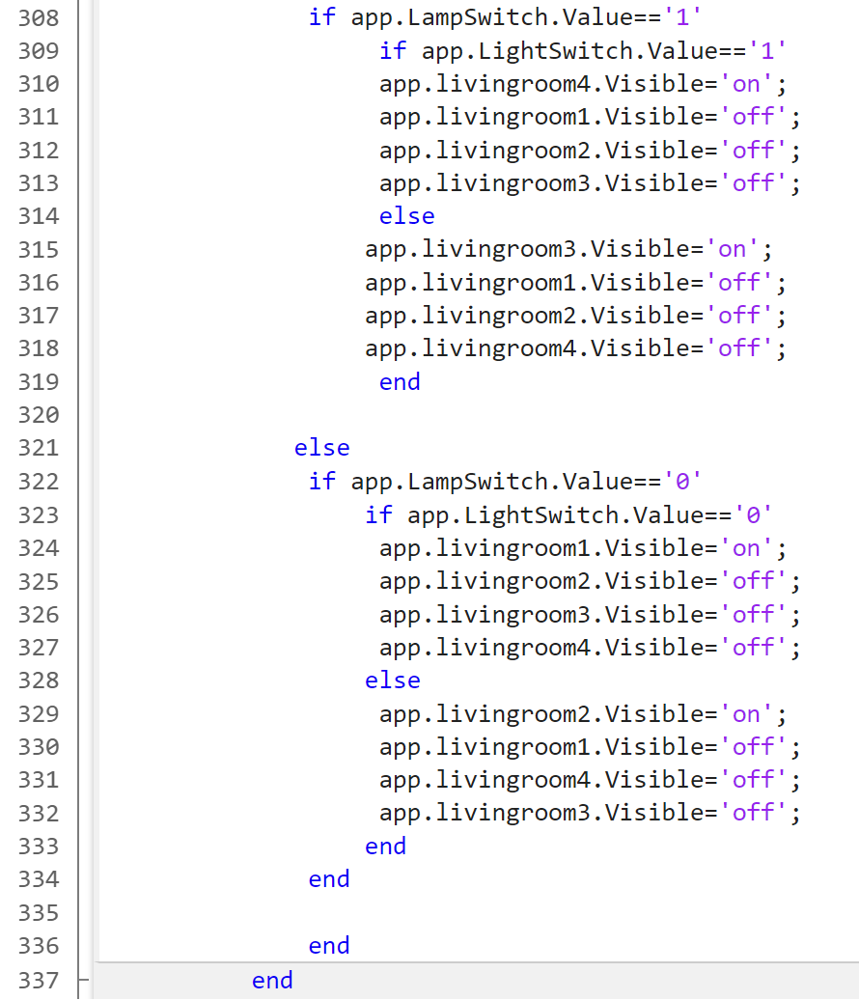 308 if app.LampSwitch.Value=='1'
309 if app.LightSwitch.Value=='1'
310 app.livingroom4.Visible='on';
311 app.livingroom1.Visible='off';
312 app.livingroom2.Visible='off';
313 app.livingroom3.Visible='off';
314 else
315 app.livingroom3.Visible='on';
316 app.livingroom1.Visible='off';
317 app.livingroom2.Visible='off';
318 app.livingroom4.Visible='off';
319 end
320
321 else
322 if app.LampSwitch.Value=='0'
323 if app.LightSwitch.Value=='0'
324 app.livingroom1.Visible='on';
325 app.livingroom2.Visible='off';
326 app.livingroom3.Visible='off';
327 app.livingroom4.Visible='off';
328 else
329 app.livingroom2.Visible='on';
330 app.livingroom1.Visible='off';
331 app.livingroom4.Visible='off';
332 app.livingroom3.Visible='off';
333 end
334 end
335
336 end
337 end